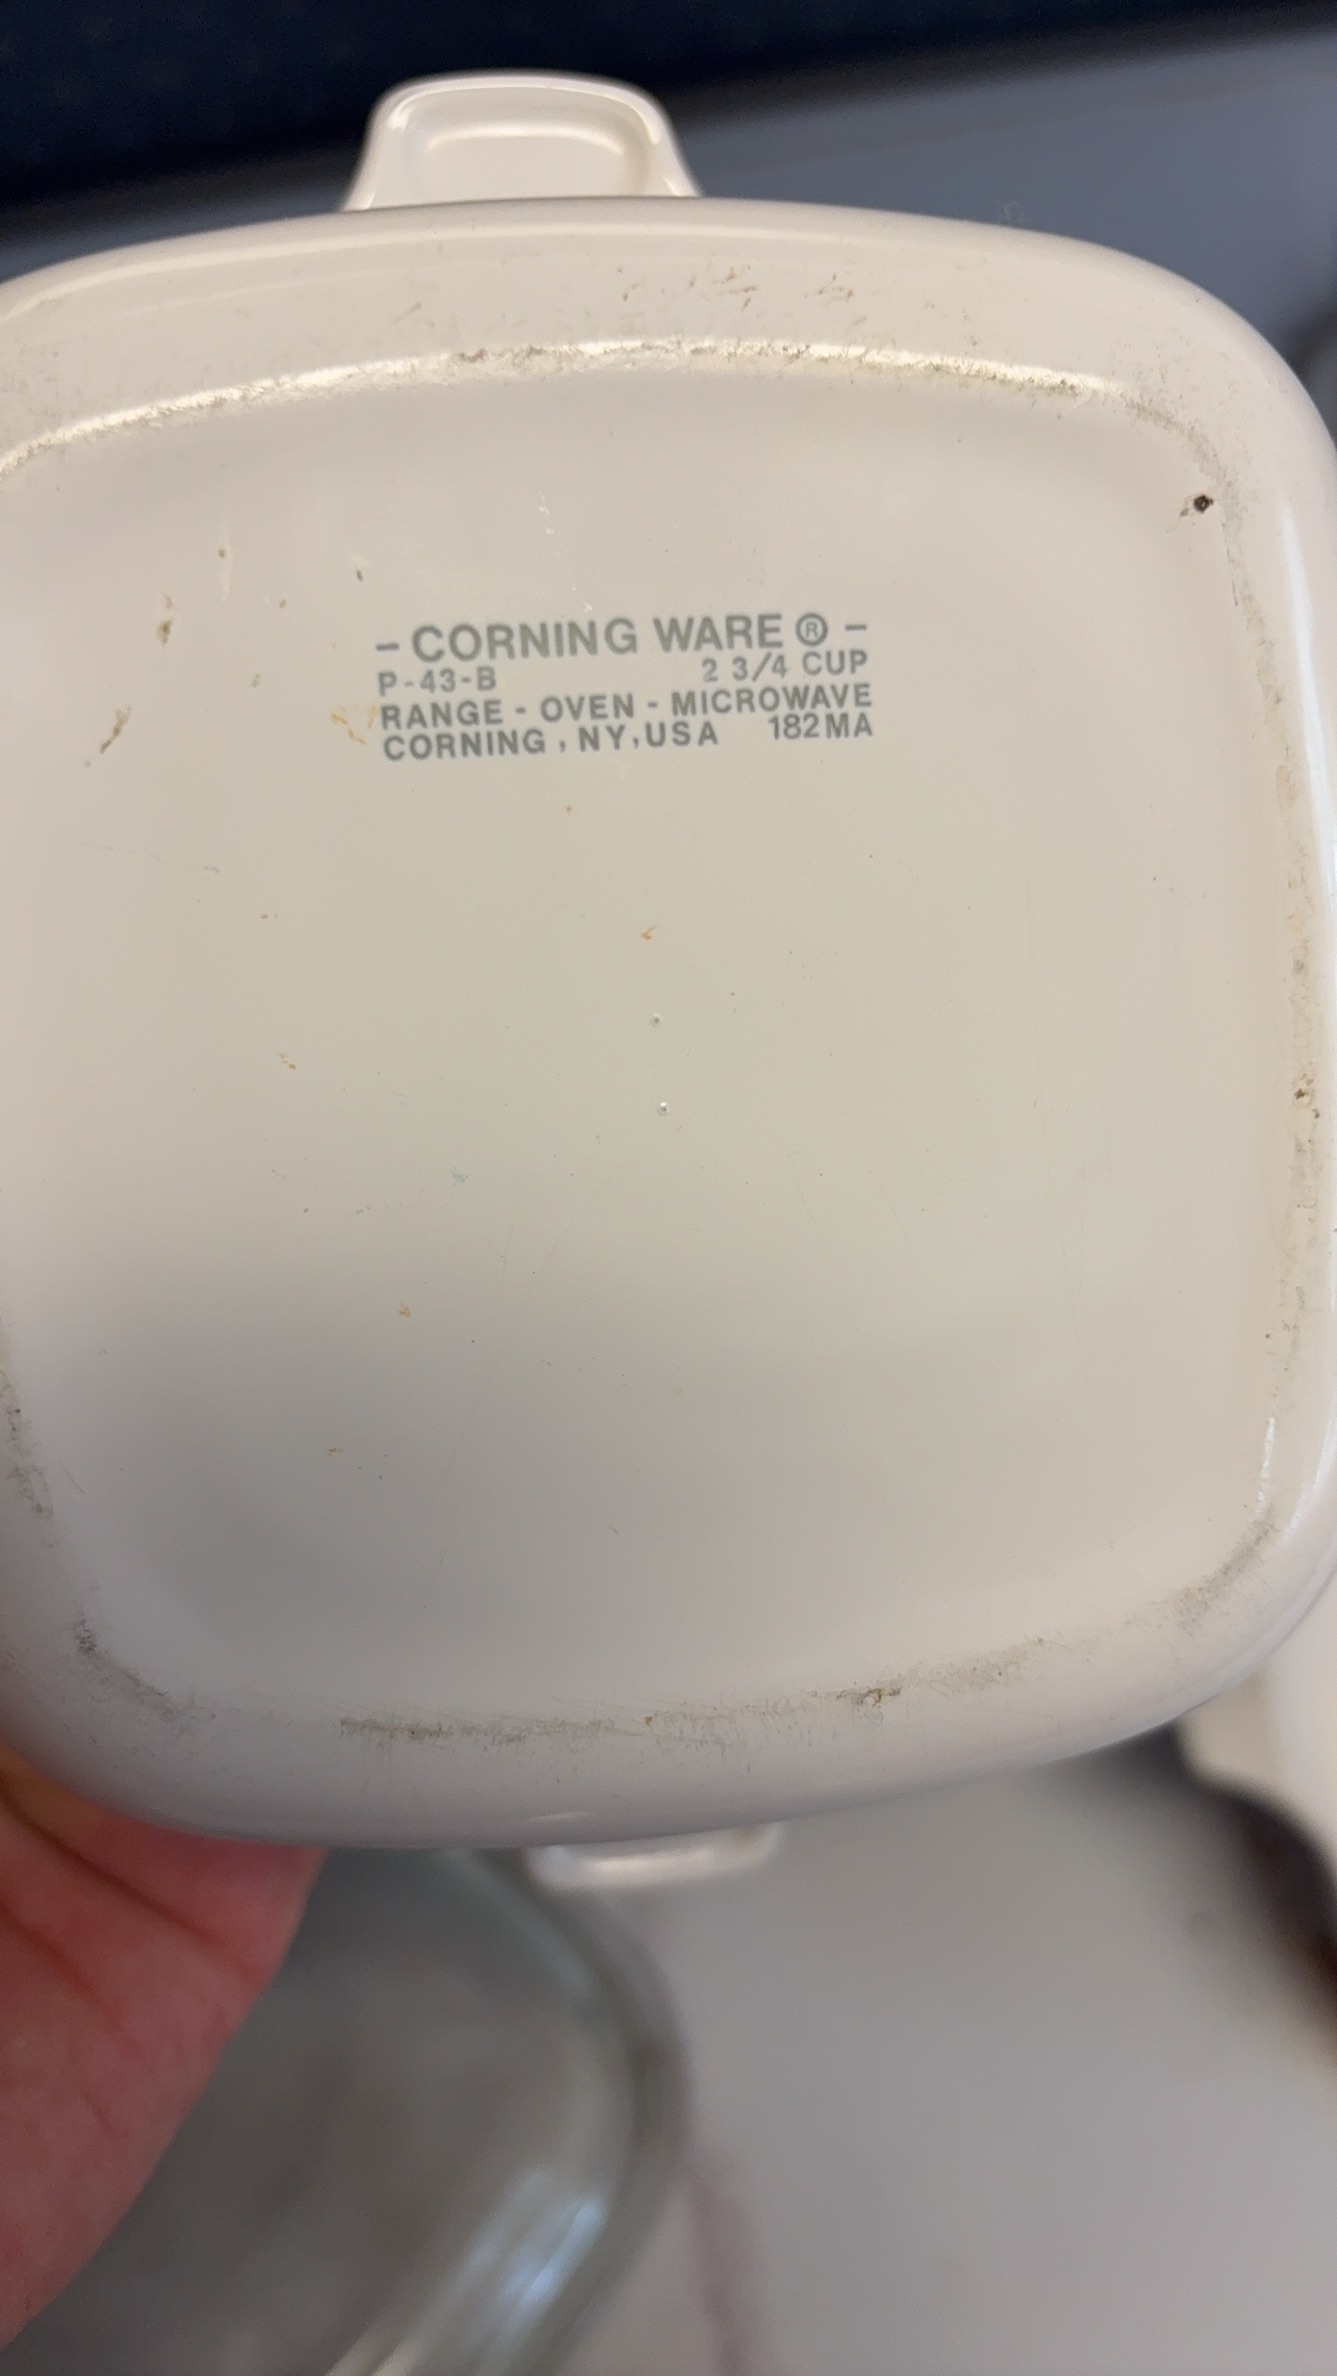 - CORNING WARE ® -
P-43-B 2 3/4 CUP
RANGE - OVEN - MICROWAVE
CORNING , NY, USA 182MA